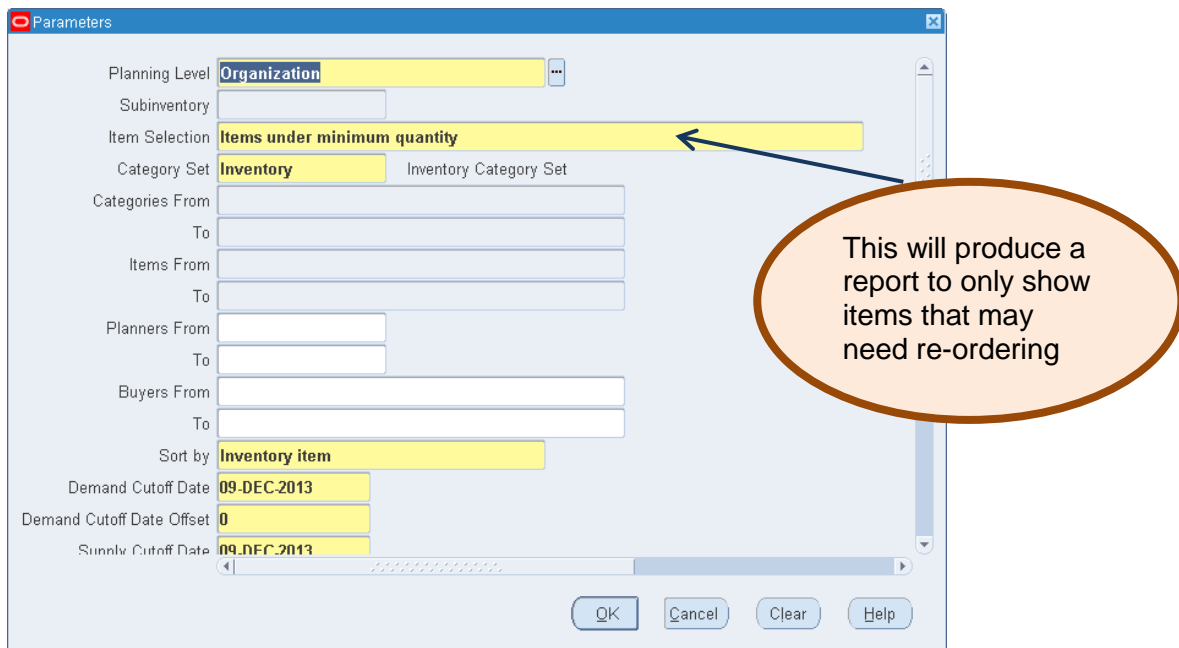 Parameters
Planning Level Organization ...
Subinventory
Item Selection Items under minimum quantity
Category Set Inventory Inventory Category Set
Categories From
To
Items From
To
Planners From
To
Buyers From
To
Sort by Inventory item
Demand Cutoff Date 09-DEC-2013
Demand Cutoff Date Offset 0
Supply Cutoff Date 09-DEC-2013
OK Cancel Clear Help
This will produce a
report to only show
items that may
need re-ordering